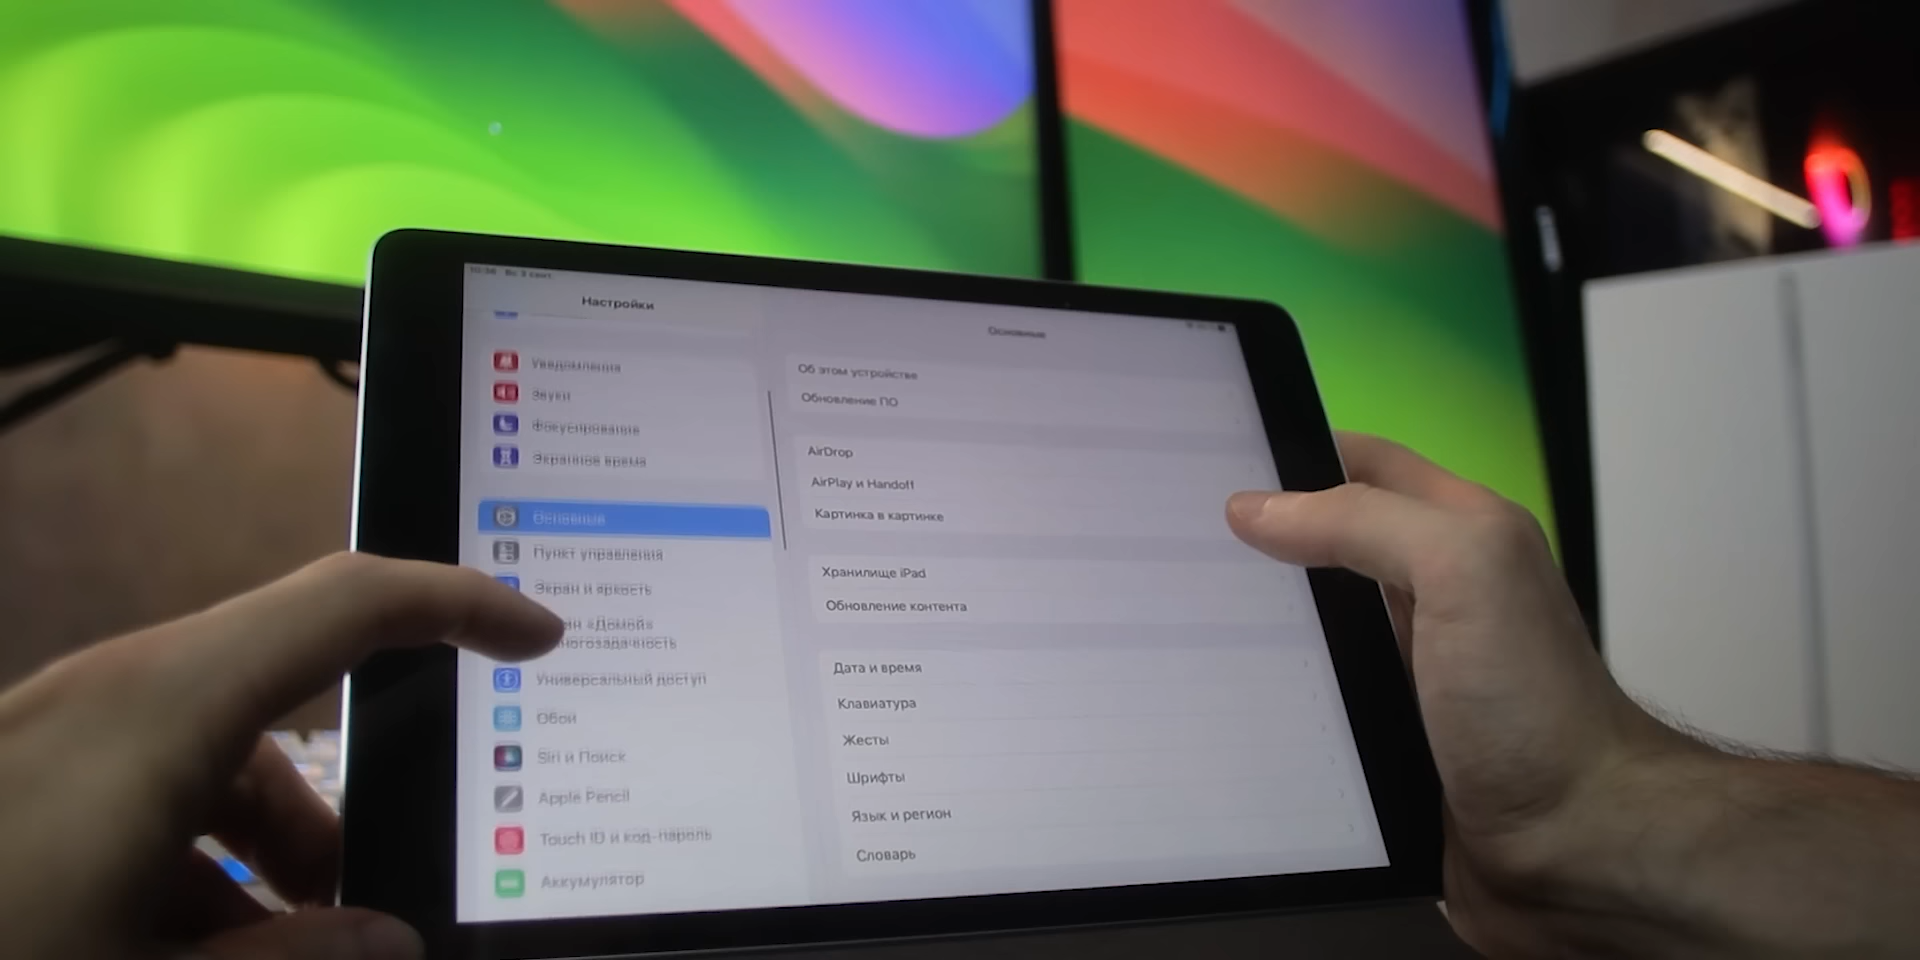 Настройки
Уведомления
Звуки
Фокусирование
Экранное время
Основные
Пункт управления
Экран и яркость
«Домой»
Универсальный доступ
Обои
Siri и Поиск
Apple Pencil
Touch ID и код-пароль
Аккумулятор
Основные
Об этом устройстве
Обновление ПО
AirDrop
AirPlay и Handoff
Картинка в картинке
Хранилище iPad
Обновление контента
Дата и время
Клавиатура
Жесты
Шрифты
Язык и регион
Словарь